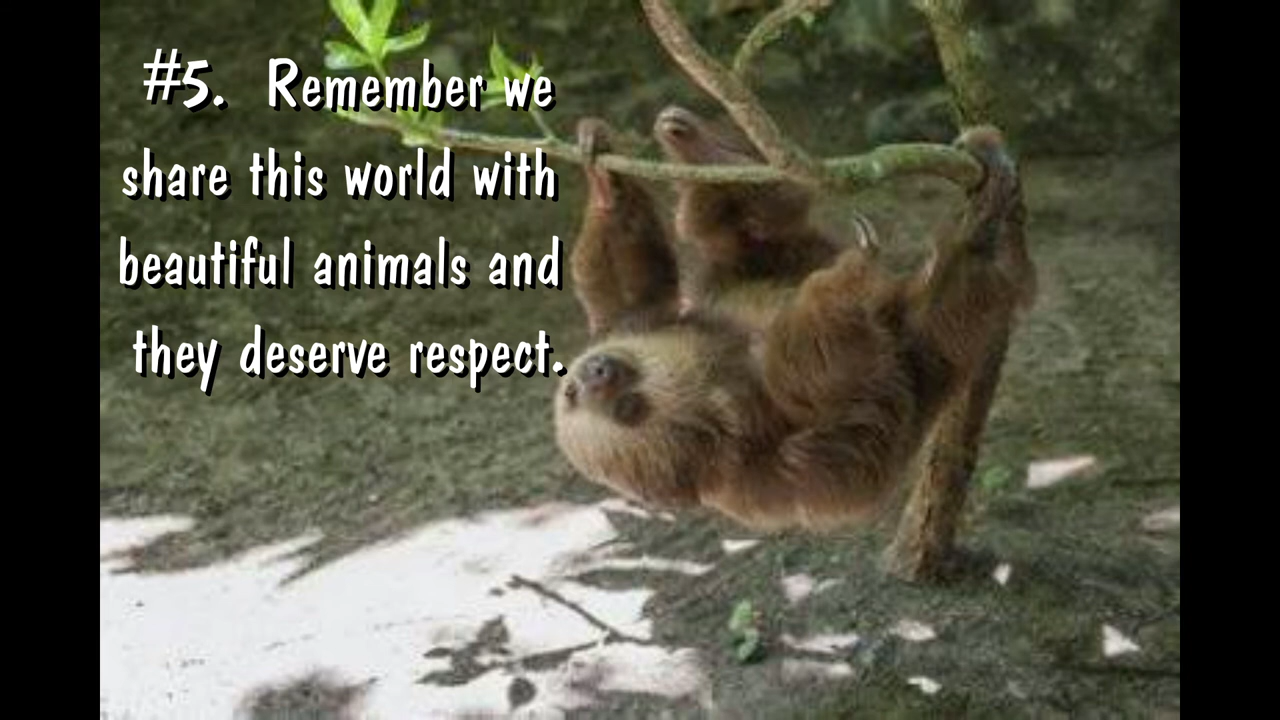 #5. Remember we
share this world with
beautiful animals and
they deserve respect.